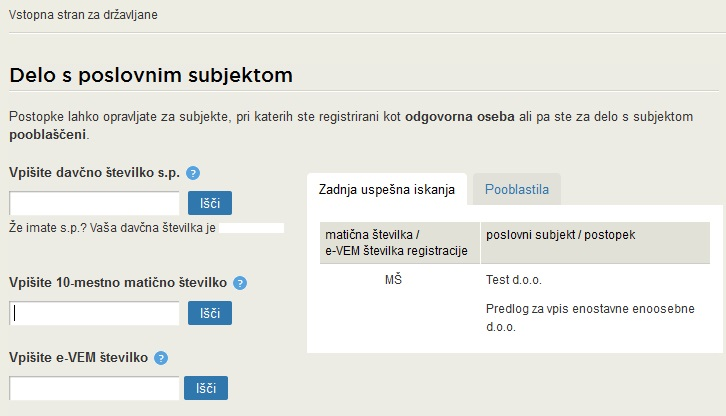 Vstopna stran za državljane
Delo s poslovnim subjektom
Postopke lahko opravljate za subjekte, pri katerih ste registrirani kot odgovorna oseba ali pa ste za delo s subjektom
pooblaščeni.
Vpišite davčno številko s.p. ?
Išči
Že imate s.p.? Vaša davčna številka je
Vpišite 10-mestno matično številko ?
Išči
Vpišite e-VEM številko ?
Išči
Zadnja uspešna iskanja Pooblastila
matična številka / poslovni subjekt / postopek
e-VEM številka registracije
MŠ Test d.o.o.
Predlog za vpis enostavne enoosebne
d.o.o.